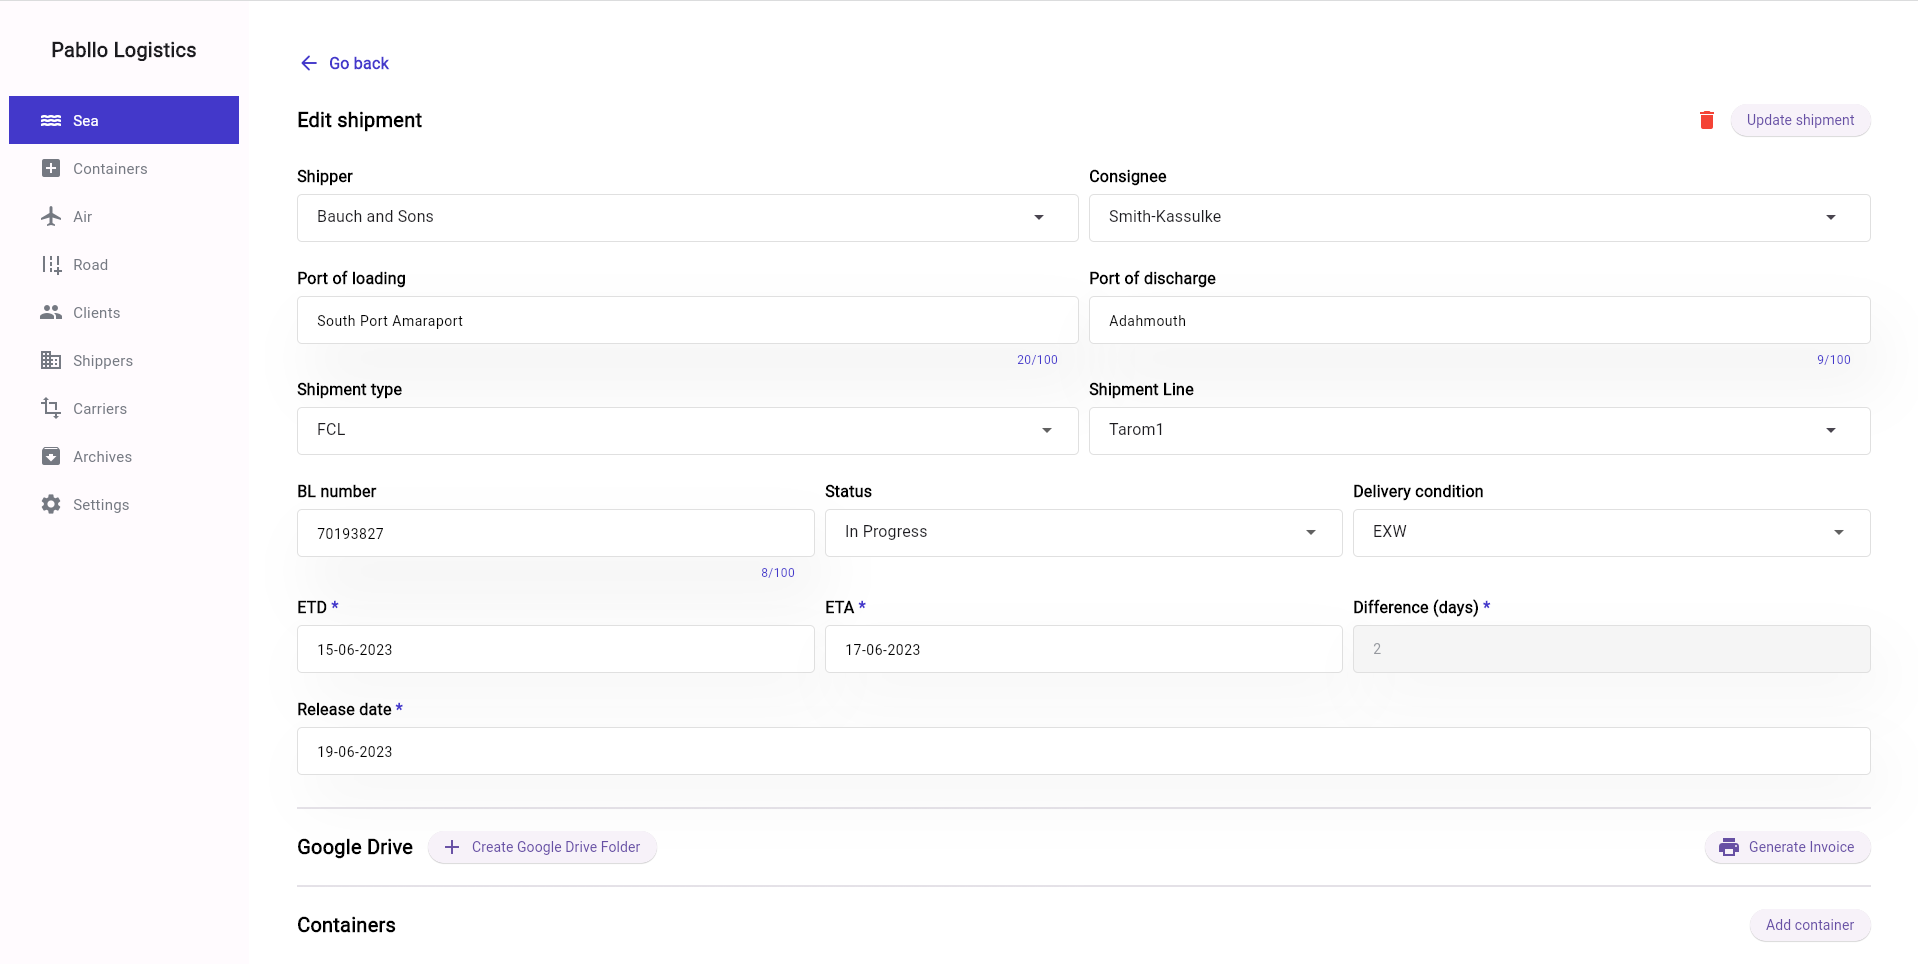 Pabllo Logistics
Sea
Containers
Air
Road
Clients
Shippers
Carriers
Archives
Settings
Go back
Edit shipment
Update shipment
Shipper
Consignee
Bauch and Sons
Smith-Kassulke
Port of loading
Port of discharge
South Port Amaraport
Adahmouth
20/100
9/100
Shipment type
Shipment Line
FCL
Tarom1
BL number
Status
Delivery condition
70193827
In Progress
EXW
8/100
ETD *
ETA *
Difference (days) *
15-06-2023
17-06-2023
2
Release date *
19-06-2023
Google Drive
Create Google Drive Folder
Generate Invoice
Containers
Add container